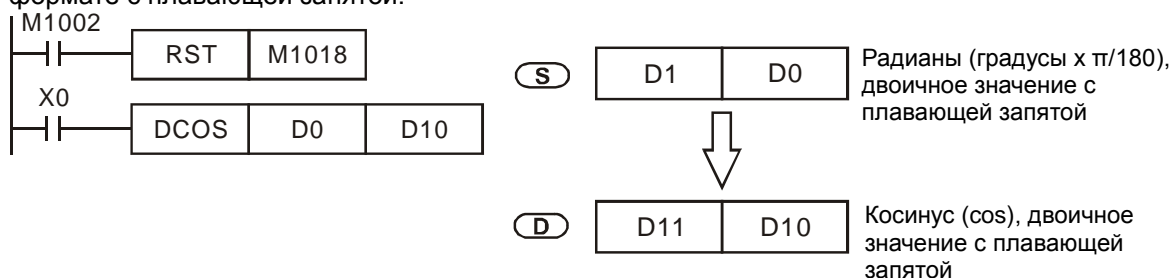 формате с плавающей запятой.
M1002
RST M1018
X0
DCOS D0 D10
S D1 D0
Радианы (градусы x π/180),
двоичное значение с
плавающей запятой
D D11 D10
Косинус (cos), двоичное
значение с плавающей
запятой